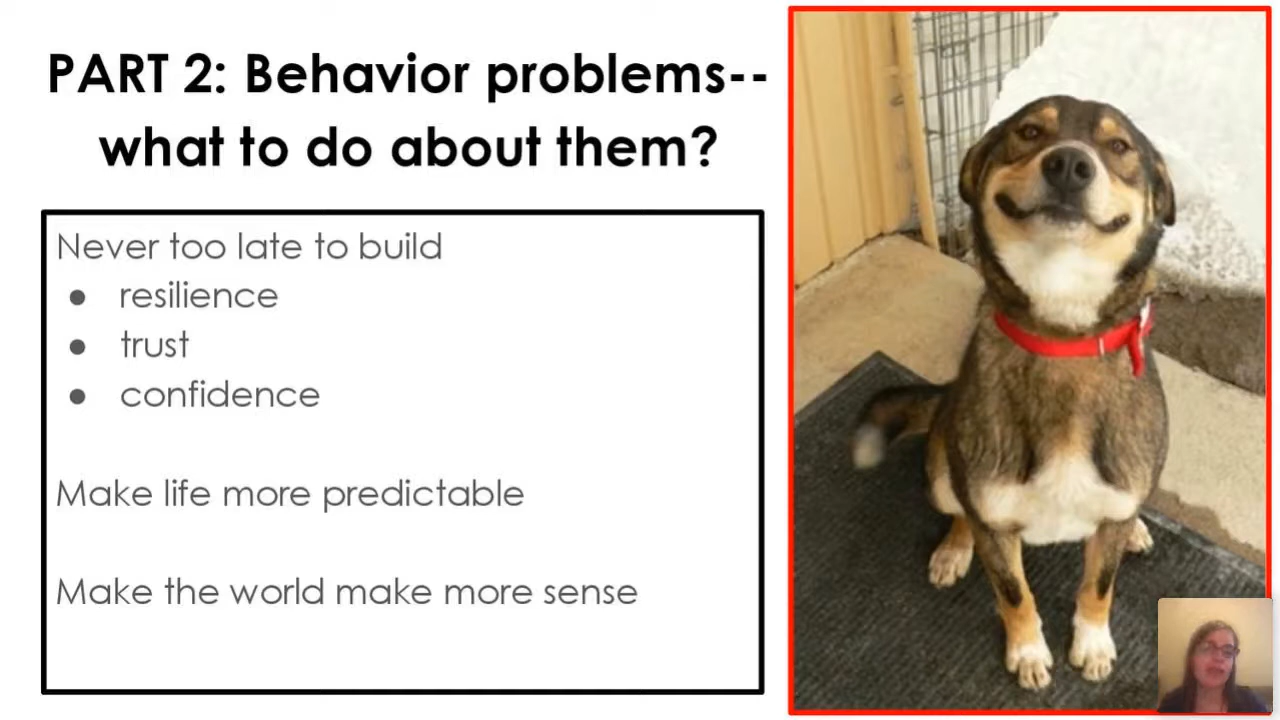 PART 2: Behavior problems--
what to do about them?
Never too late to build
● resilience
● trust
● confidence
Make life more predictable
Make the world make more sense